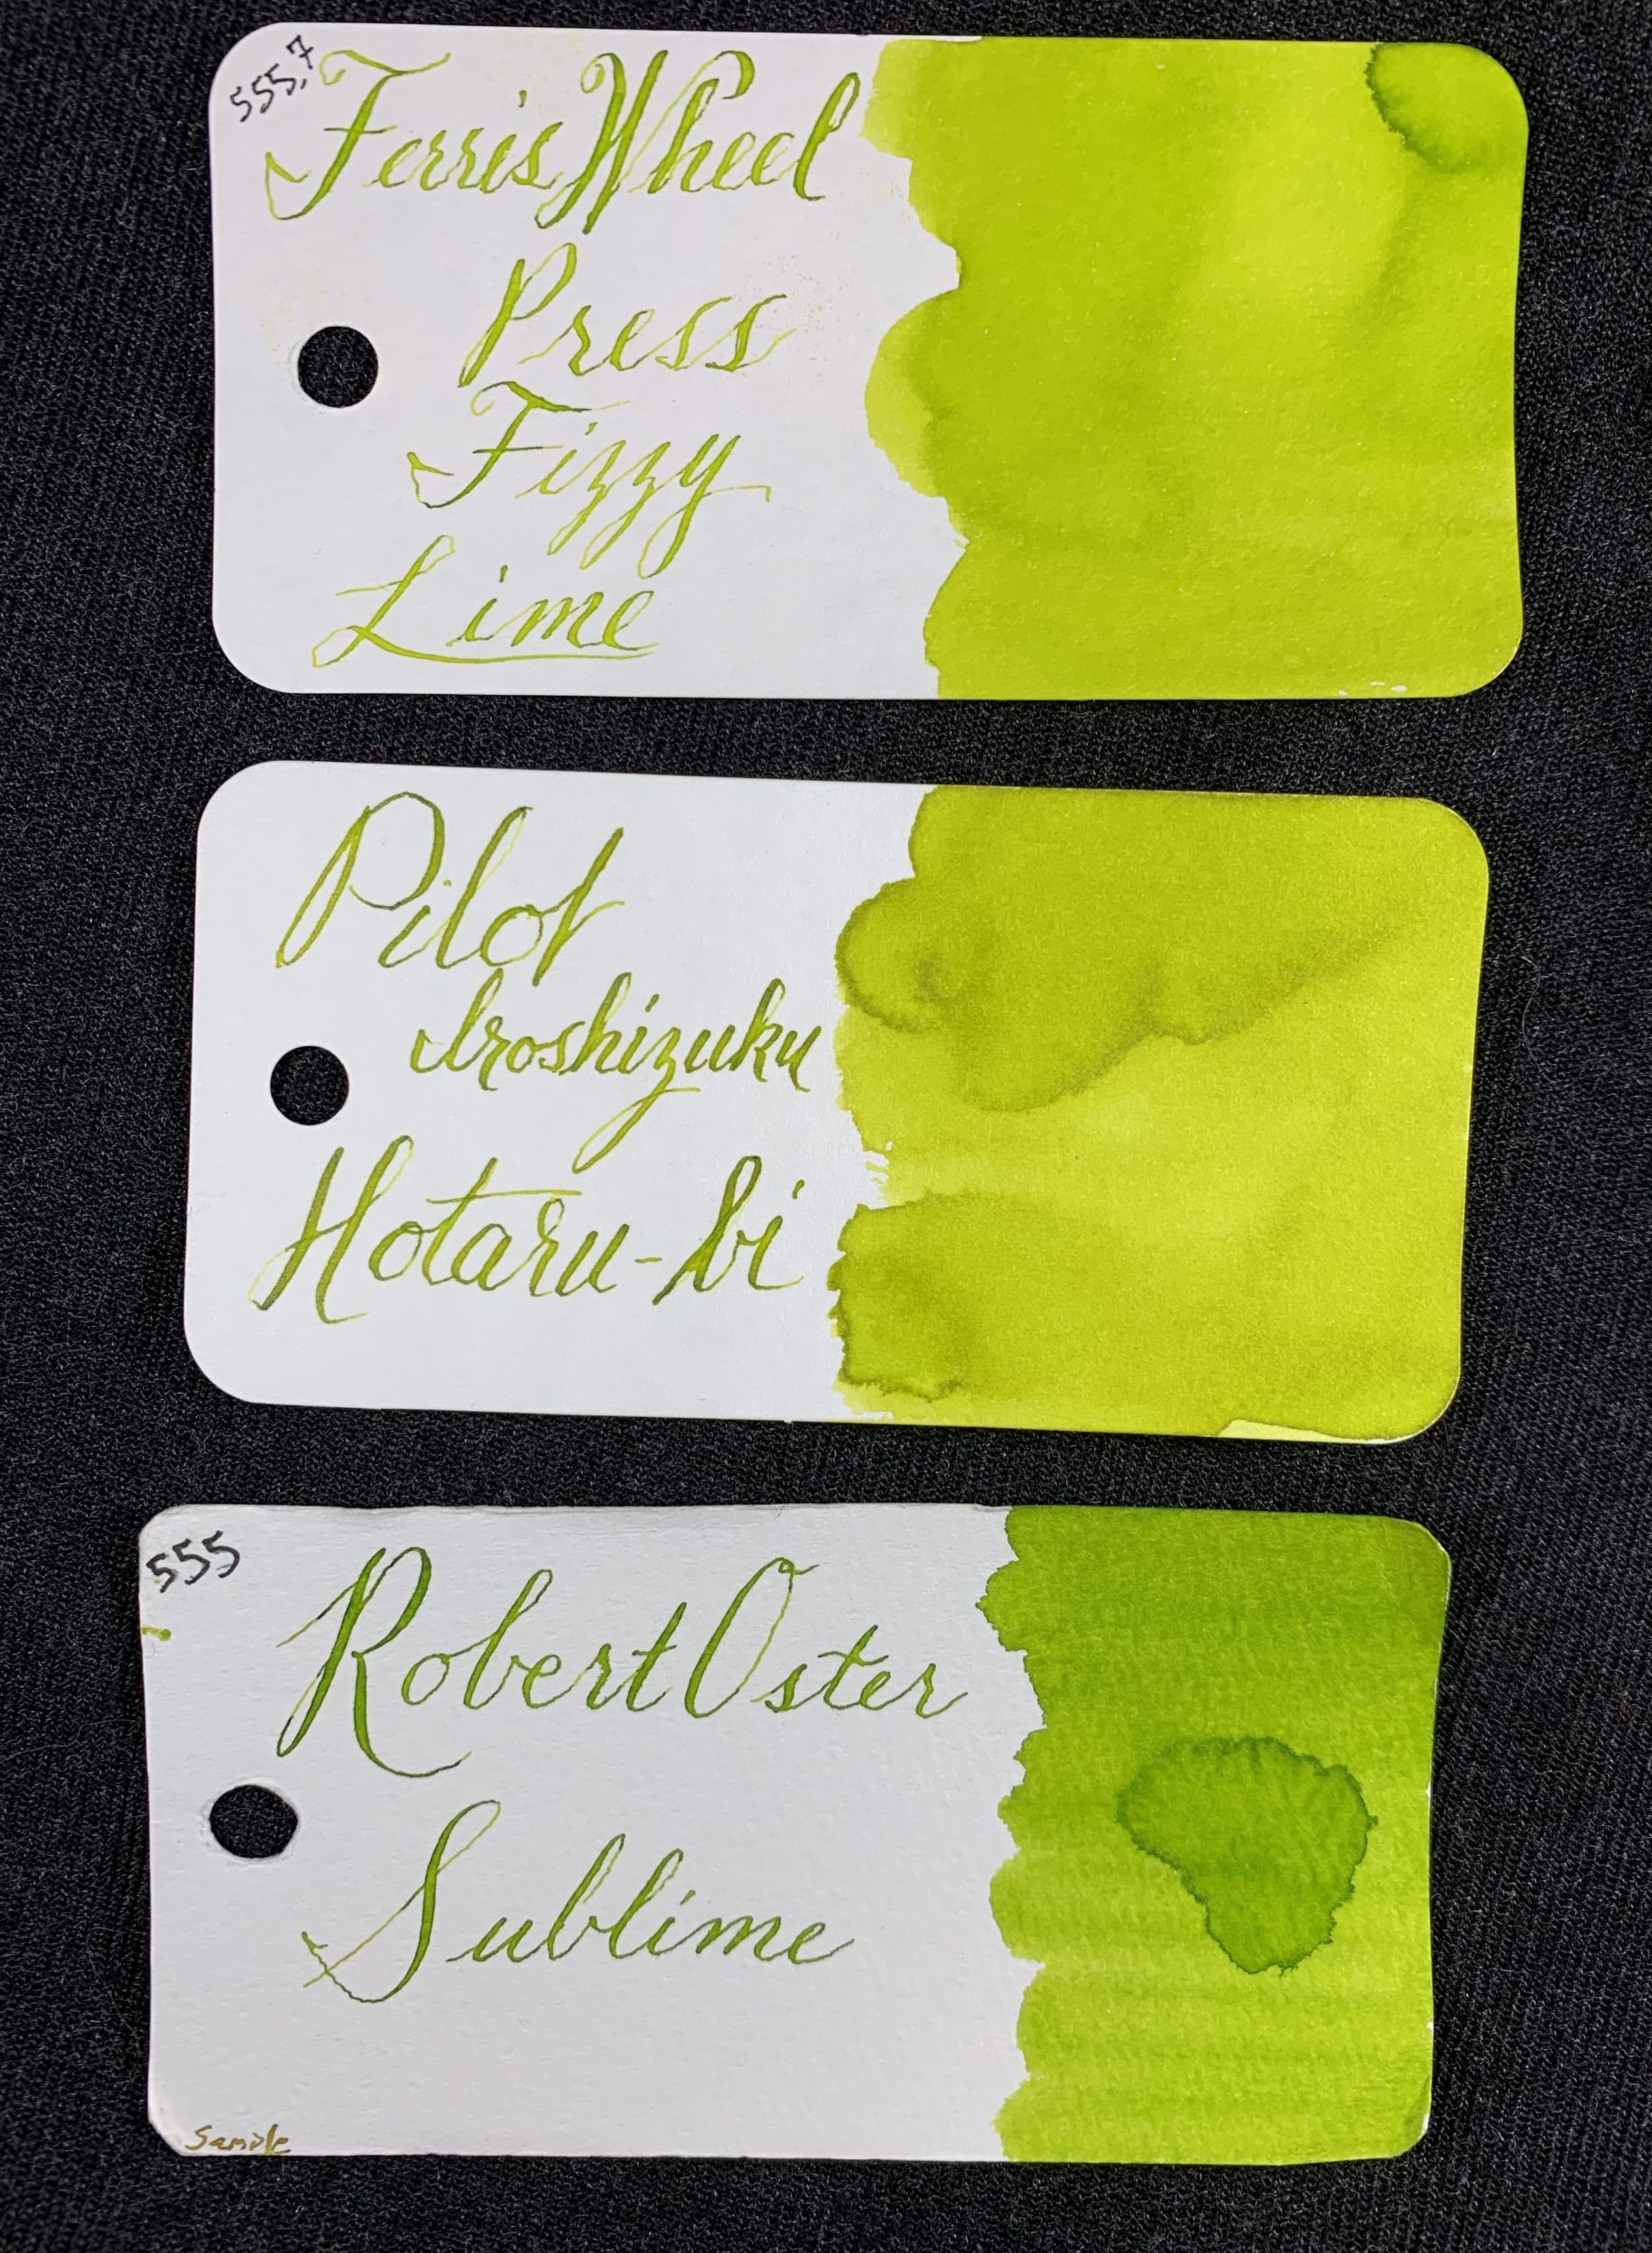 555,7
Ferris Wheel
Press
Fizzy
Lime
Pilot
Iroshizuku
Hotaru-bi
555
Robert Oster
Sublime
Sample